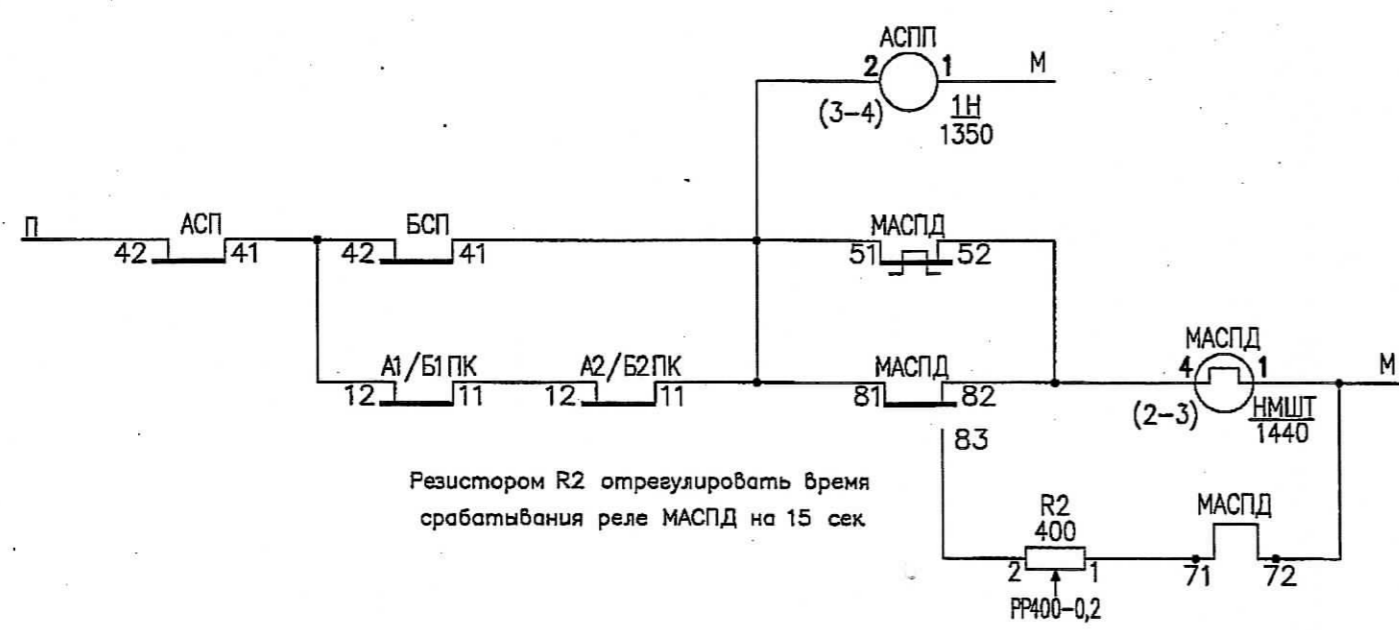 АСПП
2 1 М
(3-4) 1Н
1350
П АСП БСП МАСПД
42 41 42 41 51 52
А1/Б1ПК А2/Б2ПК МАСПД МАСПД
12 11 12 11 81 82 4 1 М
83 (2-3) НМШТ
1440
Резистором R2 отрегулировать время
срабатывания реле МАСПД на 15 сек
R2 МАСПД
400
2 1 71 72
РР400-0,2